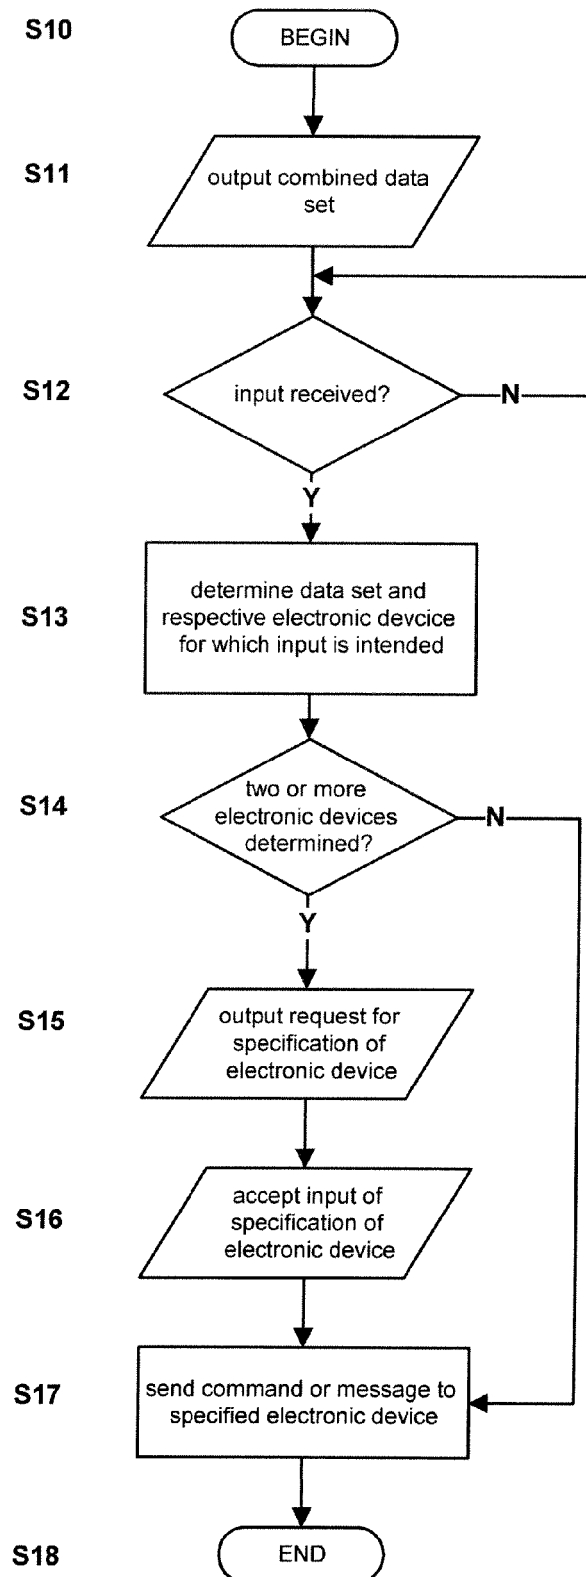 S10
BEGIN
S11
output combined data
set
S12
input received?
N
Y
S13
determine data set and
respective electronic devcice
for which input is intended
S14
two or more
electronic devices
determined?
N
Y
S15
output request for
specification of
electronic device
S16
accept input of
specification of
electronic device
S17
send command or message to
specified electronic device
S18
END